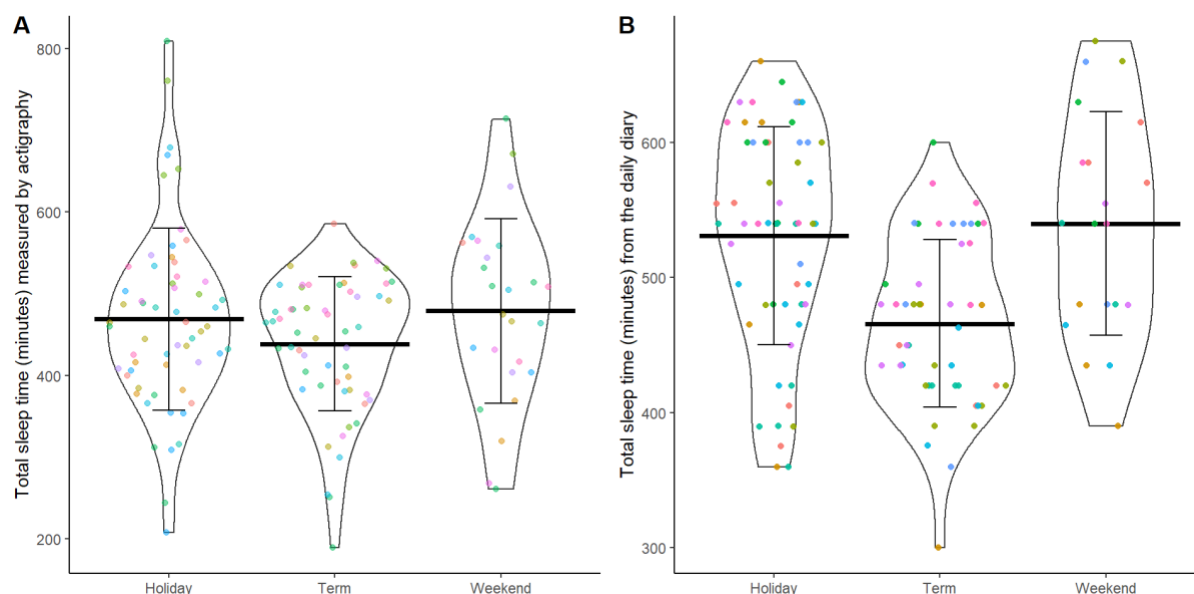 A
Total sleep time (minutes) measured by actigraphy
800
600
400
200
Holiday
Term
Weekend
B
Total sleep time (minutes) from the daily diary
600
500
400
300
Holiday
Term
Weekend